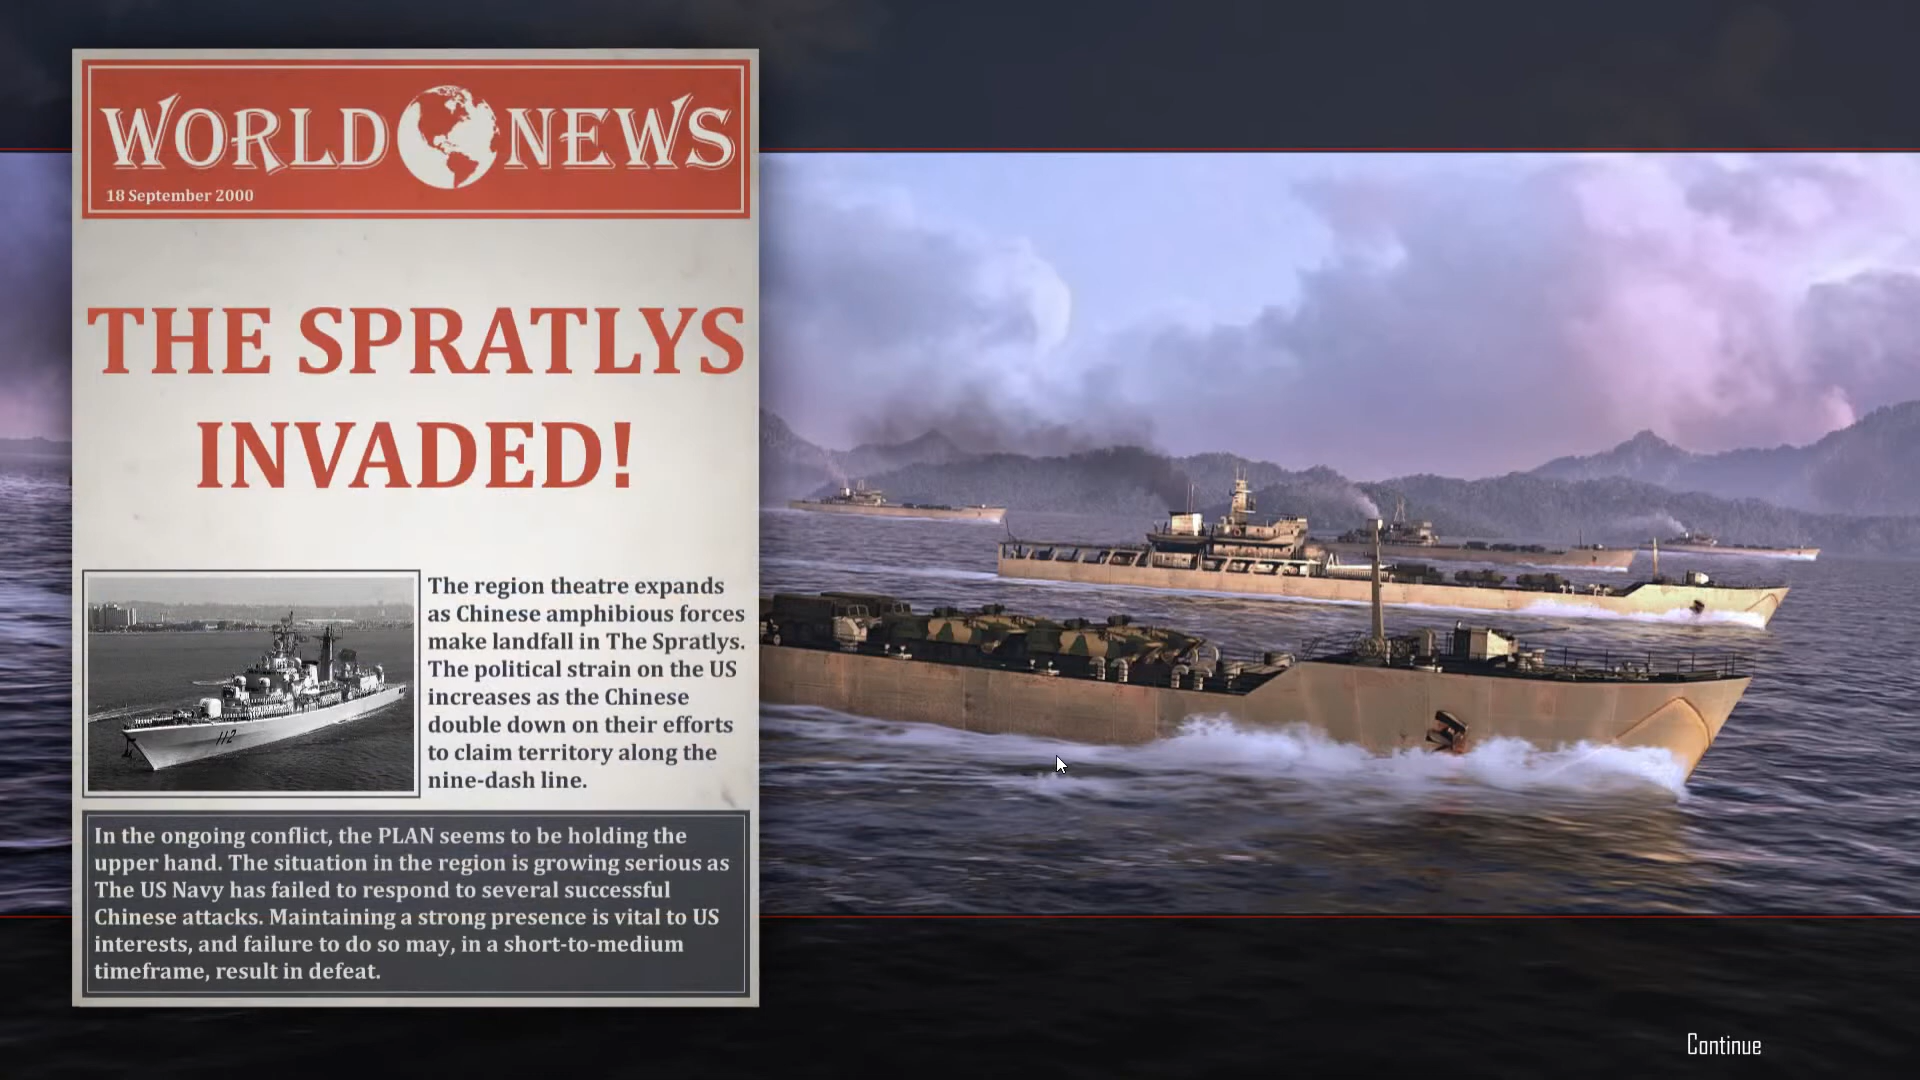 WORLD NEWS
18 September 2000
THE SPRATLYS
INVADED!
112
The region theatre expands
as Chinese amphibious forces
make landfall in The Spratlys.
The political strain on the US
increases as the Chinese
double down on their efforts
to claim territory along the
nine-dash line.
In the ongoing conflict, the PLAN seems to be holding the
upper hand. The situation in the region is growing serious as
The US Navy has failed to respond to several successful
Chinese attacks. Maintaining a strong presence is vital to US
interests, and failure to do so may, in a short-to-medium
timeframe, result in defeat.
Continue